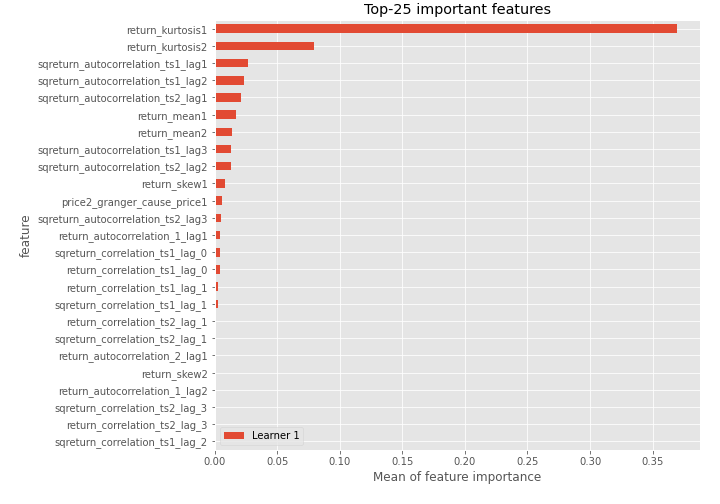 Top-25 important features
return_kurtosis1
return_kurtosis2
sqreturn_autocorrelation_ts1_lag1
sqreturn_autocorrelation_ts1_lag2
sqreturn_autocorrelation_ts2_lag1
return_mean1
return_mean2
sqreturn_autocorrelation_ts1_lag3
sqreturn_autocorrelation_ts2_lag2
return_skew1
price2_granger_cause_price1
sqreturn_autocorrelation_ts2_lag3
return_autocorrelation_1_lag1
sqreturn_correlation_ts1_lag_0
return_correlation_ts1_lag_0
return_correlation_ts1_lag_1
sqreturn_correlation_ts1_lag_1
return_correlation_ts2_lag_1
sqreturn_correlation_ts2_lag_1
return_autocorrelation_2_lag1
return_skew2
return_autocorrelation_1_lag2
sqreturn_correlation_ts2_lag_3
return_correlation_ts2_lag_3
sqreturn_correlation_ts1_lag_2
feature
Learner 1
0.00 0.05 0.10 0.15 0.20 0.25 0.30 0.35
Mean of feature importance